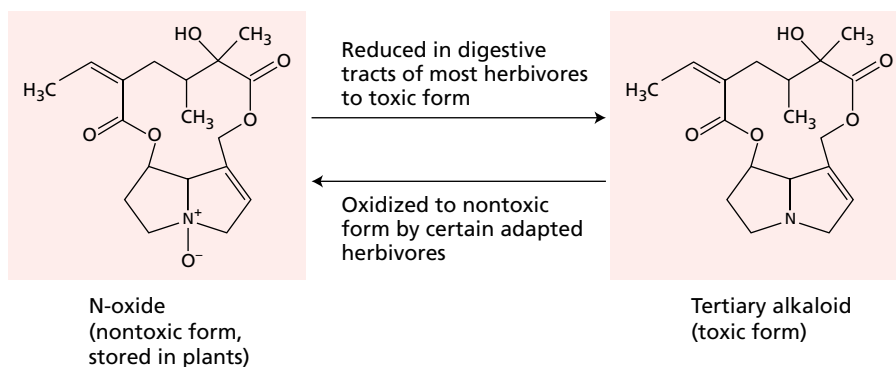 HO CH₃
O
H₃C
CH₃
O
O O
N⁺
O⁻
Reduced in digestive
tracts of most herbivores
to toxic form
Oxidized to nontoxic
form by certain adapted
herbivores
HO CH₃
O
H₃C
CH₃
O
O O
N
N-oxide
(nontoxic form,
stored in plants)
Tertiary alkaloid
(toxic form)